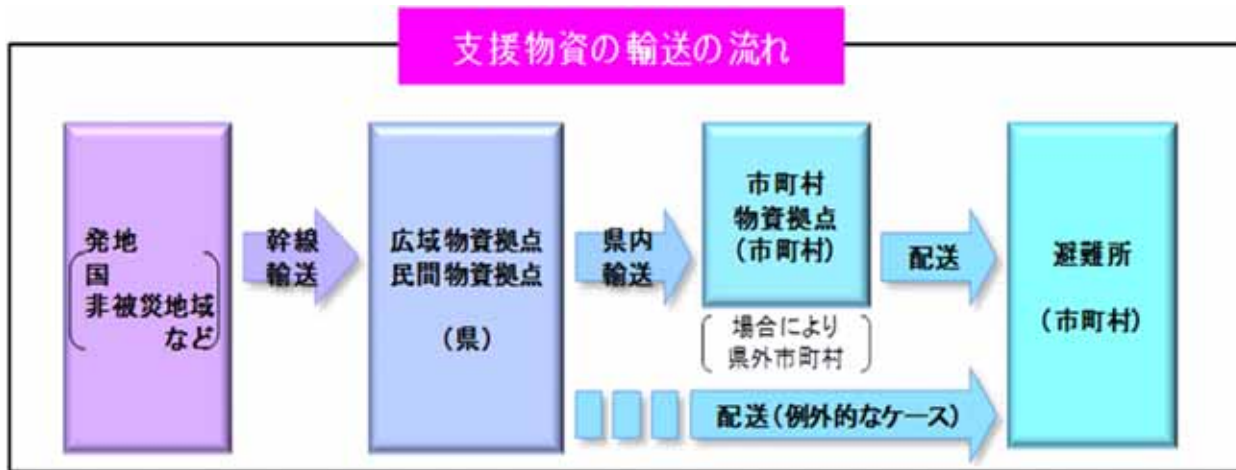 支援物資の輸送の流れ
発地
国
非被災地域
など
幹線
輸送
広域物資拠点
民間物資拠点
(県)
県内
輸送
市町村
物資拠点
(市町村)
場合により
県外市町村
配送
避難所
(市町村)
配送(例外的なケース)